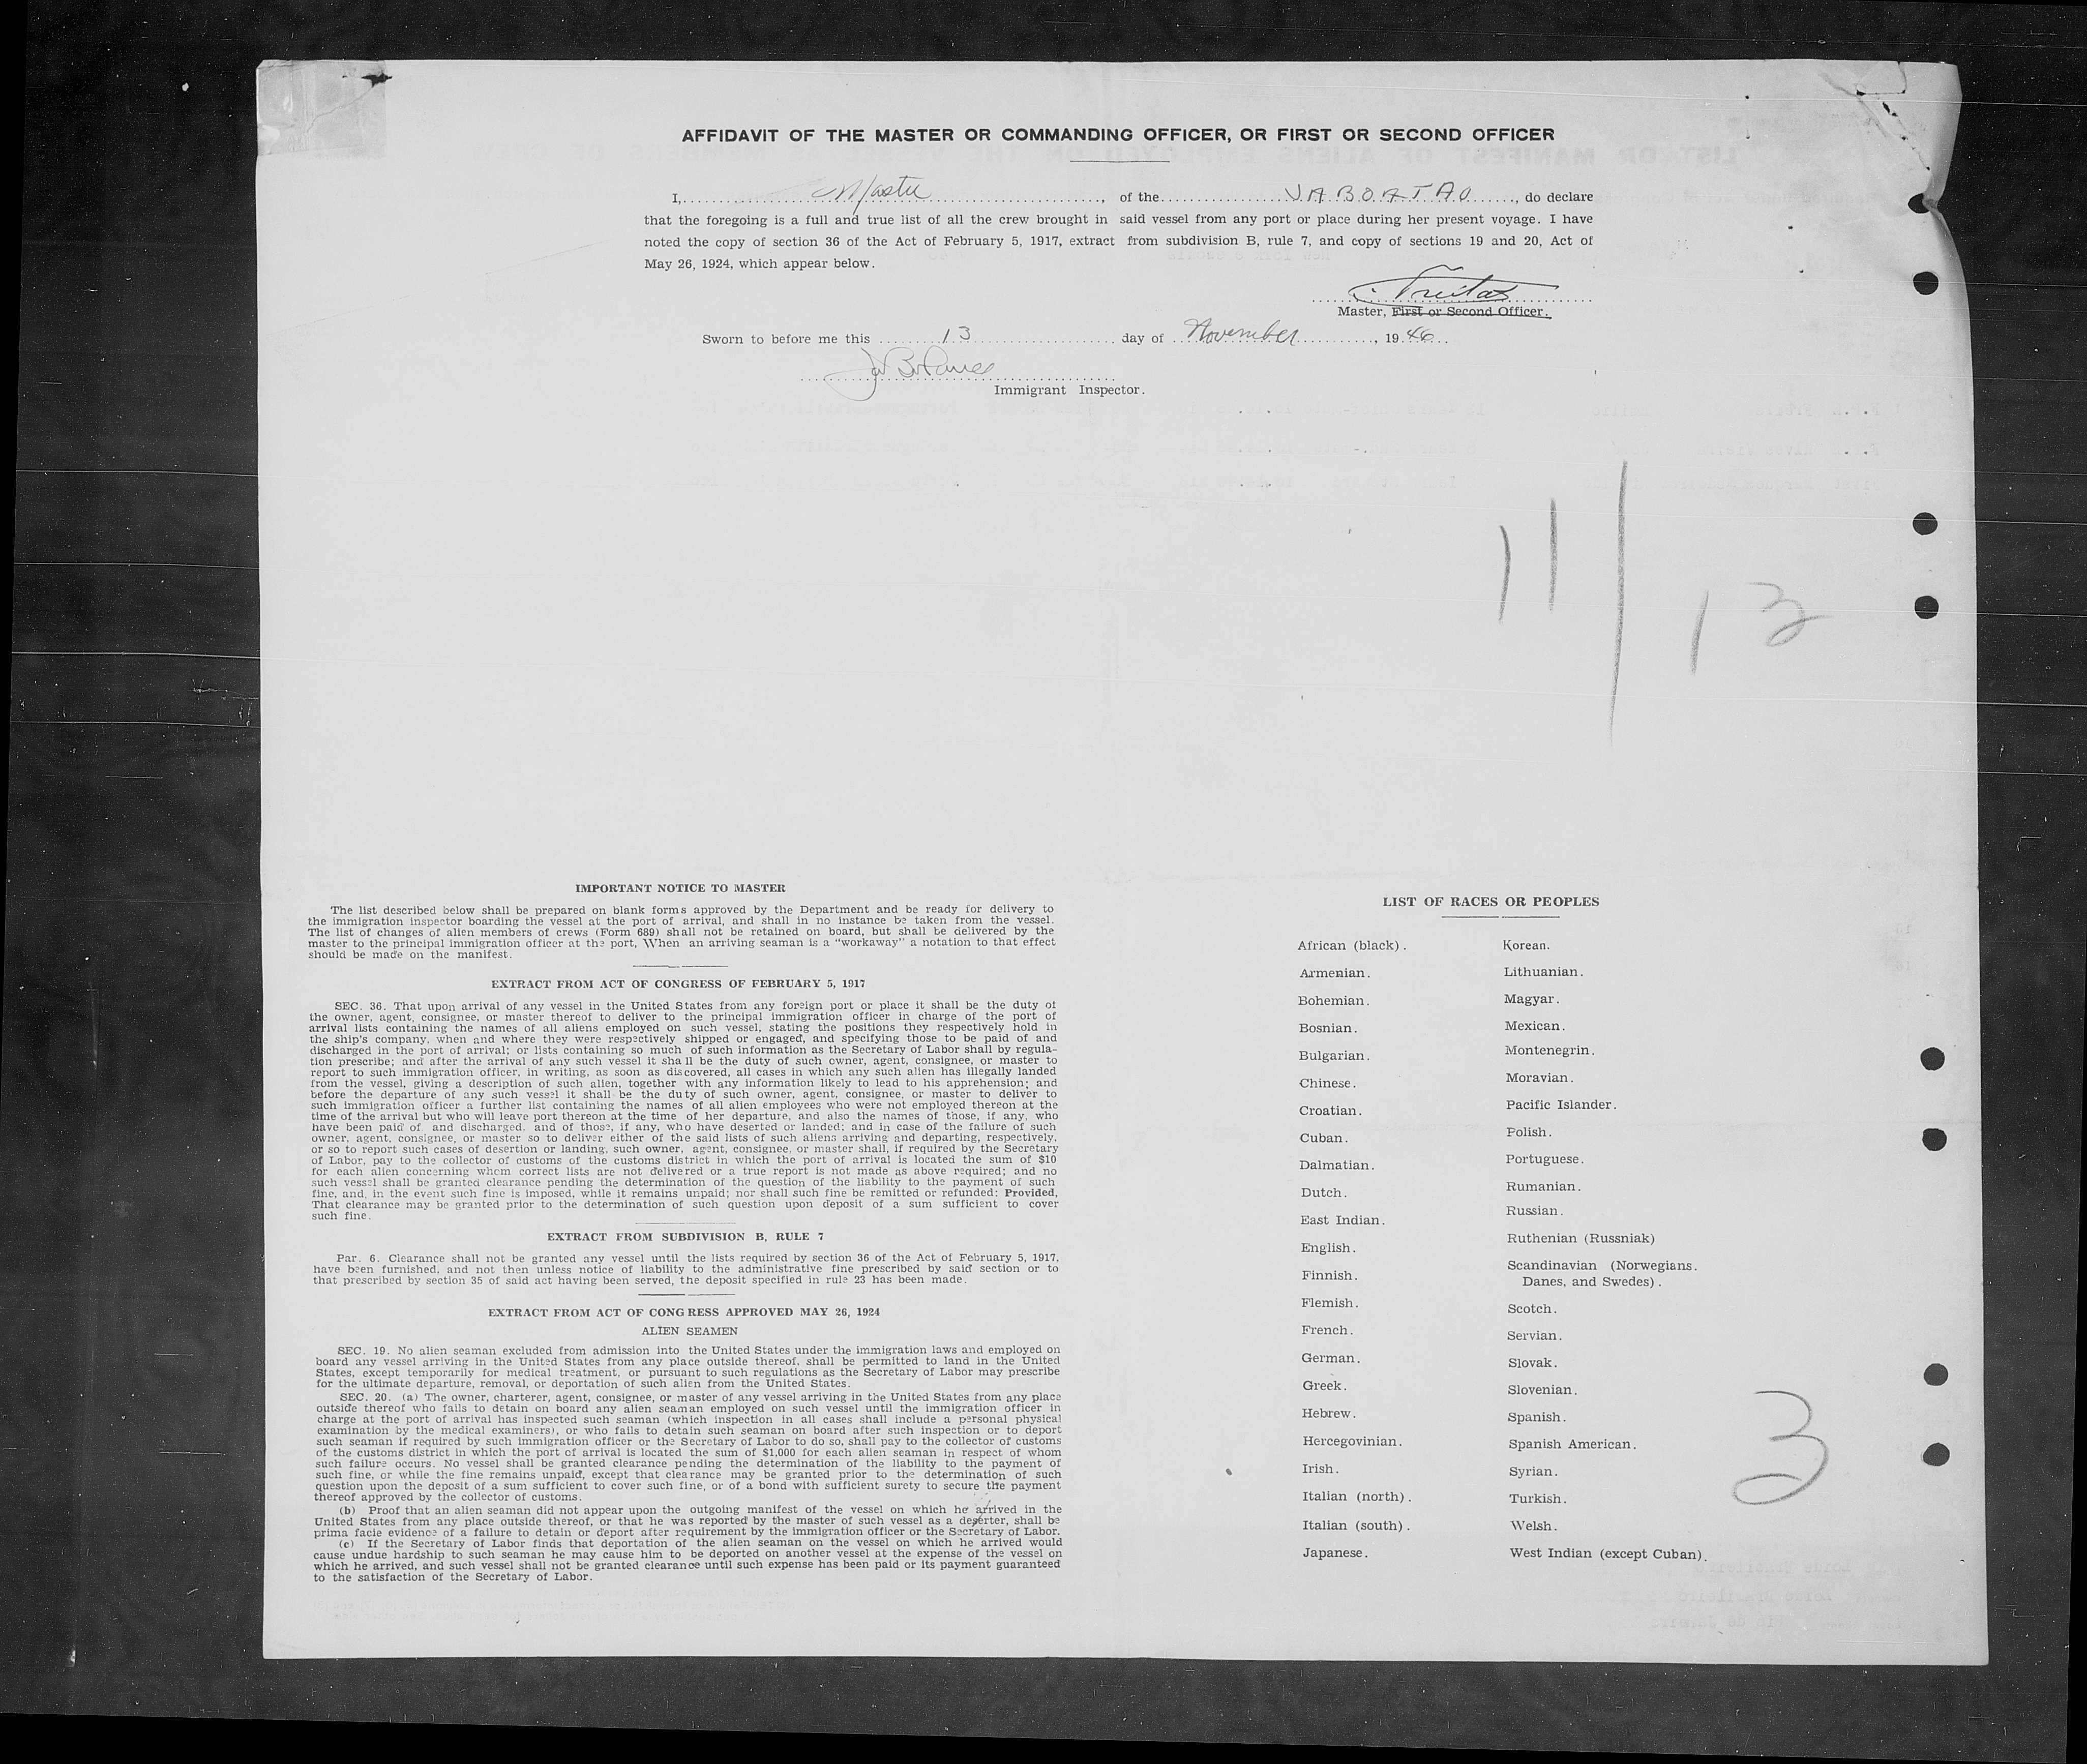 AFFIDAVIT OF THE MASTER OR COMMANDING OFFICER, OR FIRST OR SECOND OFFICER
I, Master, of the JABOATAO, do declare
that the foregoing is a full and true list of all the crew brought in said vessel from any port or place during her present voyage. I have
noted the copy of section 36 of the Act of February 5, 1917, extract from subdivision B, rule 7, and copy of sections 19 and 20, Act of
May 26, 1924, which appear below.
Freitas
Master, First or Second Officer.
Sworn to before me this 13 day of November, 1946.
Immigrant Inspector.
11/13
IMPORTANT NOTICE TO MASTER
The list described below shall be prepared on blank forms approved by the Department and be ready for delivery to
the immigration inspector boarding the vessel at the port of arrival, and shall in no instance be taken from the vessel.
The list of changes of alien members of crews (Form 689) shall not be retained on board, but shall be delivered by the
master to the principal immigration officer at the port, When an arriving seaman is a "workaway" a notation to that effect
should be made on the manifest.
EXTRACT FROM ACT OF CONGRESS OF FEBRUARY 5, 1917
SEC. 36. That upon arrival of any vessel in the United States from any foreign port or place it shall be the duty of
the owner, agent, consignee, or master thereof to deliver to the principal immigration officer in charge of the port of
arrival lists containing the names of all aliens employed on such vessel, stating the positions they respectively hold in
the ship's company, when and where they were respectively shipped or engaged, and specifying those to be paid of and
discharged in the port of arrival; or lists containing so much of such information as the Secretary of Labor shall by regula-
tion prescribe; and after the arrival of any such vessel it shall be the duty of such owner, agent, consignee, or master to
report to such immigration officer, in writing, as soon as discovered, all cases in which any such alien has illegally landed
from the vessel, giving a description of such alien, together with any information likely to lead to his apprehension; and
before the departure of any such vessel it shall be the duty of such owner, agent, consignee, or master to deliver to
such immigration officer a further list containing the names of all alien employees who were not employed thereon at the
time of the arrival but who will leave port thereon at the time of her departure, and also the names of those, if any, who
have been paid of and discharged, and of those, if any, who have deserted or landed; and in case of the failure of such
owner, agent, consignee, or master so to deliver either of the said lists of such aliens arriving and departing, respectively,
or so to report such cases of desertion or landing, such owner, agent, consignee, or master shall, if required by the Secretary
of Labor, pay to the collector of customs of the customs district in which the port of arrival is located the sum of $10
for each alien concerning whom correct lists are not delivered or a true report is not made as above required; and no
such vessel shall be granted clearance pending the determination of the question of the liability to the payment of such
fine, and, in the event such fine is imposed, while it remains unpaid; nor shall such fine be remitted or refunded: Provided,
That clearance may be granted prior to the determination of such question upon deposit of a sum sufficient to cover
such fine.
EXTRACT FROM SUBDIVISION B, RULE 7
Par. 6. Clearance shall not be granted any vessel until the lists required by section 36 of the Act of February 5, 1917,
have been furnished, and not then unless notice of liability to the administrative fine prescribed by said section or to
that prescribed by section 35 of said act having been served, the deposit specified in rule 23 has been made.
EXTRACT FROM ACT OF CONGRESS APPROVED MAY 26, 1924
ALIEN SEAMEN
SEC. 19. No alien seaman excluded from admission into the United States under the immigration laws and employed on
board any vessel arriving in the United States from any place outside thereof, shall be permitted to land in the United
States, except temporarily for medical treatment, or pursuant to such regulations as the Secretary of Labor may prescribe
for the ultimate departure, removal, or deportation of such alien from the United States.
SEC. 20. (a) The owner, charterer, agent, consignee, or master of any vessel arriving in the United States from any place
outside thereof who fails to detain on board any alien seaman employed on such vessel until the immigration officer in
charge at the port of arrival has inspected such seaman (which inspection in all cases shall include a personal physical
examination by the medical examiners), or who fails to detain such seaman on board after such inspection or to deport
such seaman if required by such immigration officer or the Secretary of Labor to do so, shall pay to the collector of customs
of the customs district in which the port of arrival is located the sum of $1,000 for each alien seaman in respect of whom
such failure occurs. No vessel shall be granted clearance pending the determination of the liability to the payment of
such fine, or while the fine remains unpaid, except that clearance may be granted prior to the determination of such
question upon the deposit of a sum sufficient to cover such fine, or of a bond with sufficient surety to secure the payment
thereof approved by the collector of customs.
(b) Proof that an alien seaman did not appear upon the outgoing manifest of the vessel on which he arrived in the
United States from any place outside thereof, or that he was reported by the master of such vessel as a deserter, shall be
prima facie evidence of a failure to detain or deport after requirement by the immigration officer or the Secretary of Labor.
(c) If the Secretary of Labor finds that deportation of the alien seaman on the vessel on which he arrived would
cause undue hardship to such seaman he may cause him to be deported on another vessel at the expense of the vessel on
which he arrived, and such vessel shall not be granted clearance until such expense has been paid or its payment guaranteed
to the satisfaction of the Secretary of Labor.
LIST OF RACES OR PEOPLES
African (black).
Armenian.
Bohemian.
Bosnian.
Bulgarian.
Chinese.
Croatian.
Cuban.
Dalmatian.
Dutch.
East Indian.
English.
Finnish.
Flemish.
French.
German.
Greek.
Hebrew.
Hercegovinian.
Irish.
Italian (north).
Italian (south).
Japanese.
Korean.
Lithuanian.
Magyar.
Mexican.
Montenegrin.
Moravian.
Pacific Islander.
Polish.
Portuguese.
Rumanian.
Russian.
Ruthenian (Russniak)
Scandinavian (Norwegians.
Danes, and Swedes).
Scotch.
Servian.
Slovak.
Slovenian.
Spanish.
Spanish American.
Syrian.
Turkish.
Welsh.
West Indian (except Cuban).
3